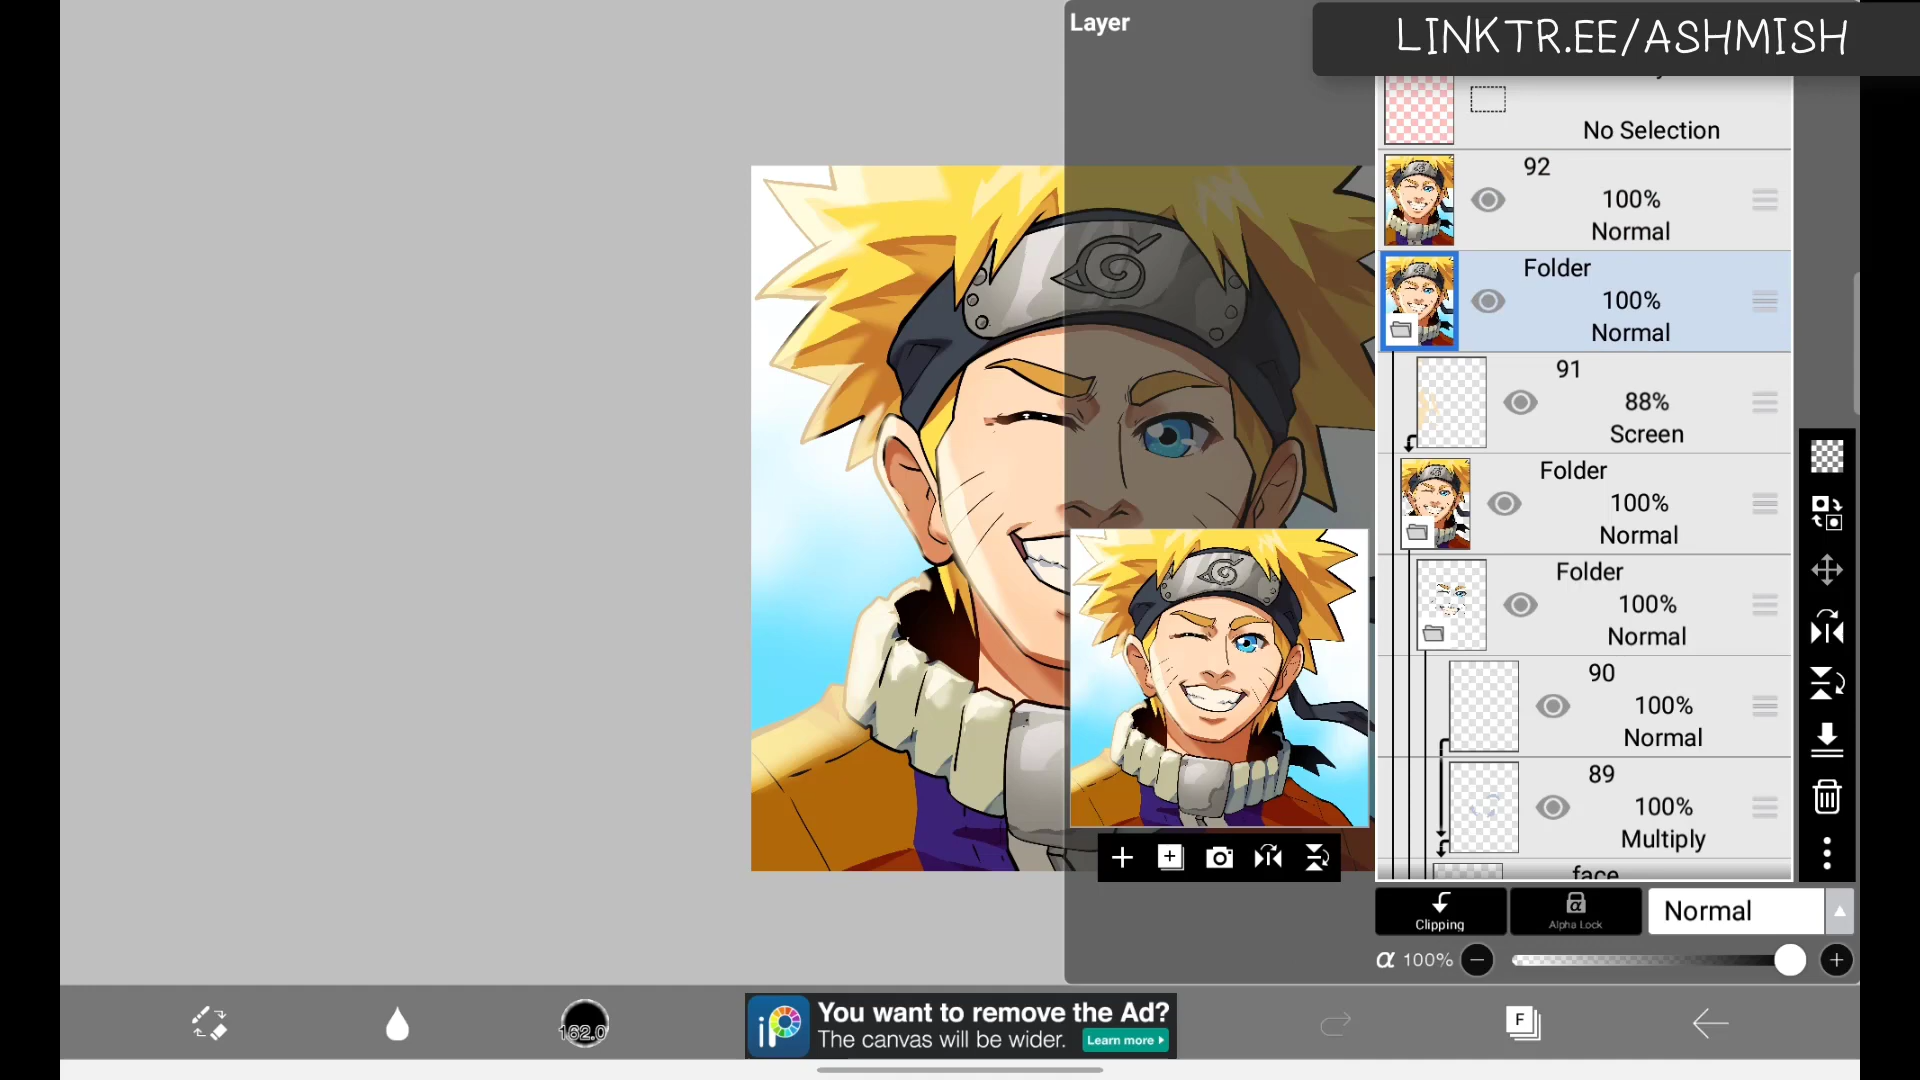 Layer
LINKTR.EE/ASHMISH
No Selection
92
100%
Normal
Folder
100%
Normal
91
88%
Screen
Folder
100%
Normal
Folder
100%
Normal
90
100%
Normal
89
100%
Multiply
face
Clipping
Alpha Lock
Normal
α 100%
162.0
iP
You want to remove the Ad?
The canvas will be wider.
Learn more
F